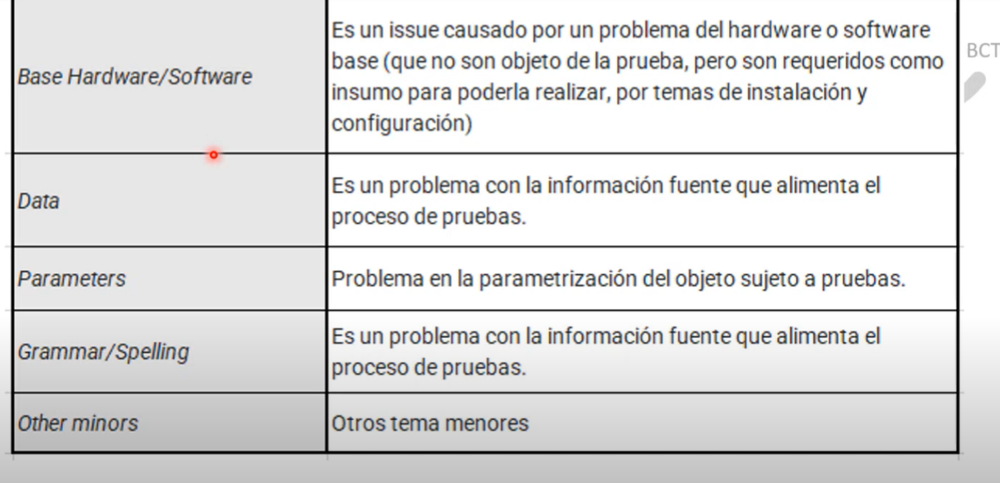 Base Hardware/Software
Es un issue causado por un problema del hardware o software
base (que no son objeto de la prueba, pero son requeridos como
insumo para poderla realizar, por temas de instalación y
configuración)
BCT
Data
Es un problema con la información fuente que alimenta el
proceso de pruebas.
Parameters
Problema en la parametrización del objeto sujeto a pruebas.
Grammar/Spelling
Es un problema con la información fuente que alimenta el
proceso de pruebas.
Other minors
Otros tema menores